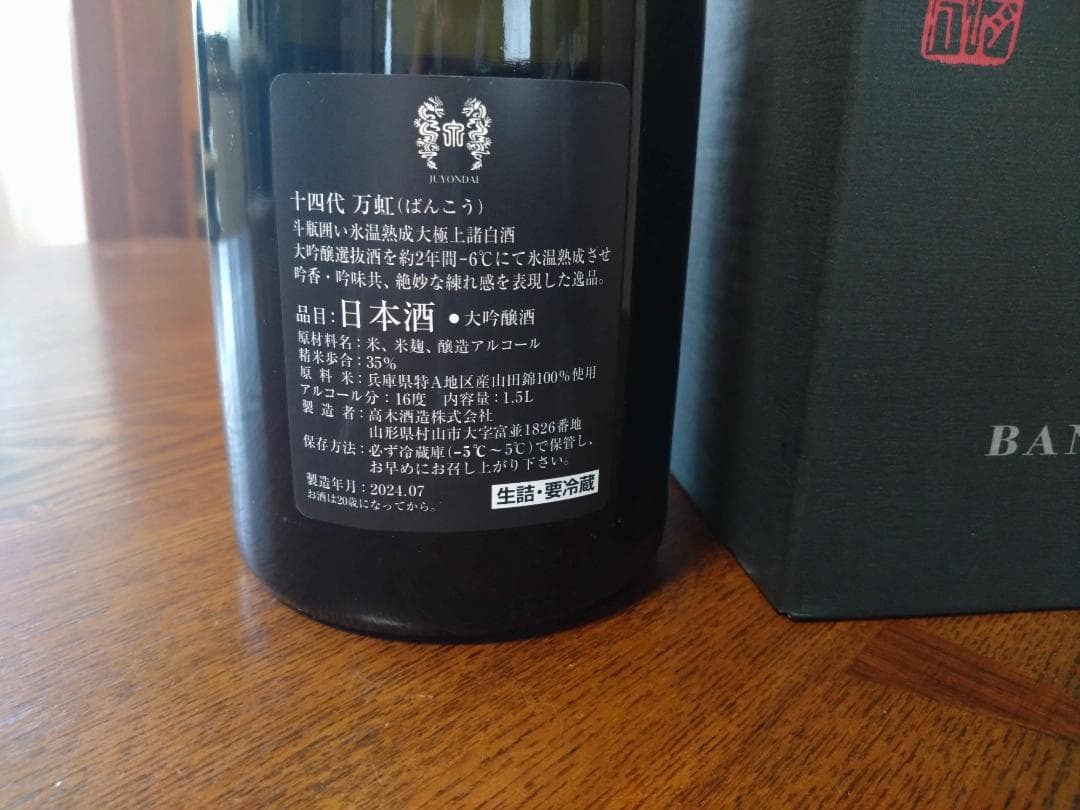 JUYONDAI
十四代 万虹(ばんこう)
斗瓶囲い氷温熟成大極上諸白酒
大吟醸選抜酒を約2年間-6℃にて氷温熟成させ
吟香・吟味共、絶妙な練れ感を表現した逸品。
品目：日本酒 ●大吟醸酒
原材料名：米、米麹、醸造アルコール
精米歩合：35%
原料米：兵庫県特A地区産山田錦100%使用
アルコール分：16度 内容量：1.5L
製造者：高木酒造株式会社
山形県村山市大字富並1826番地
保存方法：必ず冷蔵庫(-5℃〜5℃)で保管し、
お早めにお召し上がり下さい。
製造年月：2024.07
生詰・要冷蔵
お酒は20歳になってから。
BAN